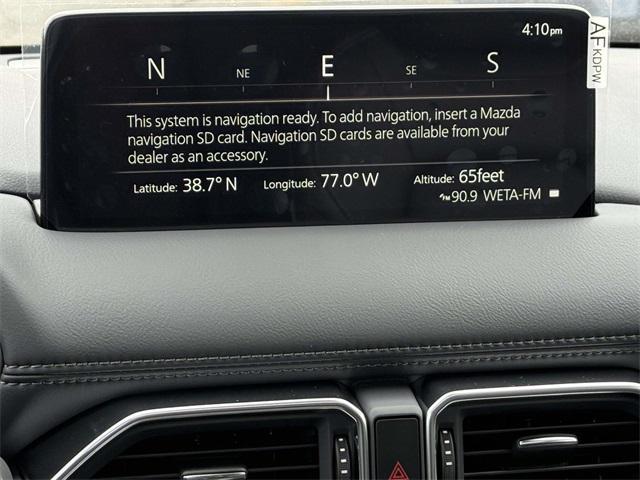 4:10pm
N NE E SE S
This system is navigation ready. To add navigation, insert a Mazda
navigation SD card. Navigation SD cards are available from your
dealer as an accessory.
Latitude: 38.7° N Longitude: 77.0° W Altitude: 65feet
FM 90.9 WETA-FM
AF KDPW